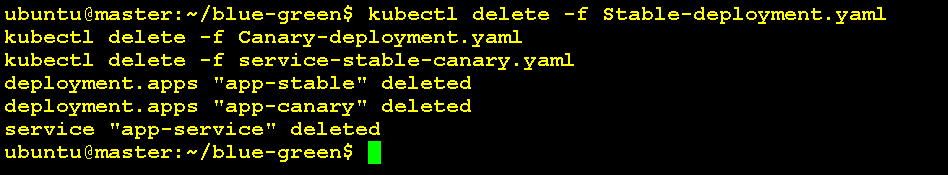 ubuntu@master:~/blue-green$ kubectl delete -f Stable-deployment.yaml
kubectl delete -f Canary-deployment.yaml
kubectl delete -f service-stable-canary.yaml
deployment.apps "app-stable" deleted
deployment.apps "app-canary" deleted
service "app-service" deleted
ubuntu@master:~/blue-green$